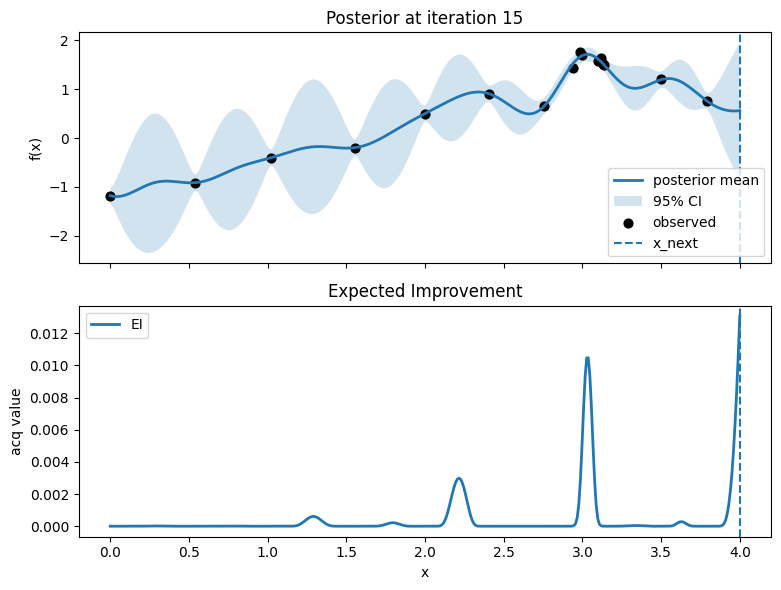 Posterior at iteration 15
f(x)
2
1
0
−1
−2
posterior mean
95% CI
observed
x_next
Expected Improvement
EI
acq value
0.012
0.010
0.008
0.006
0.004
0.002
0.000
0.0 0.5 1.0 1.5 2.0 2.5 3.0 3.5 4.0
x